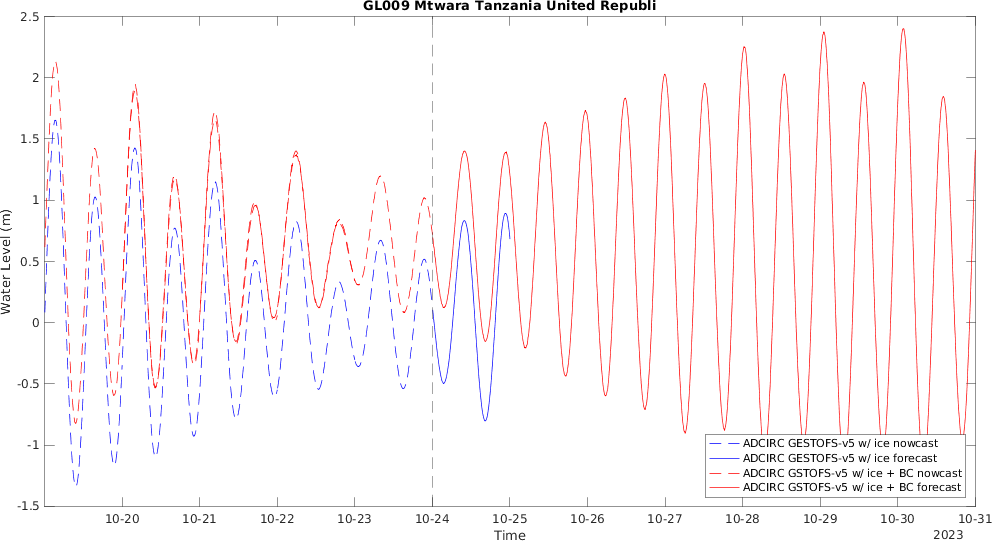 GL009 Mtwara Tanzania United Republi
2.5
2
1.5
1
0.5
0
-0.5
-1
-1.5
Water Level (m)
ADCIRC GESTOFS-v5 w/ ice nowcast
ADCIRC GESTOFS-v5 w/ ice forecast
ADCIRC GSTOFS-v5 w/ ice + BC nowcast
ADCIRC GSTOFS-v5 w/ ice + BC forecast
10-20 10-21 10-22 10-23 10-24 10-25 10-26 10-27 10-28 10-29 10-30 10-31
Time
2023